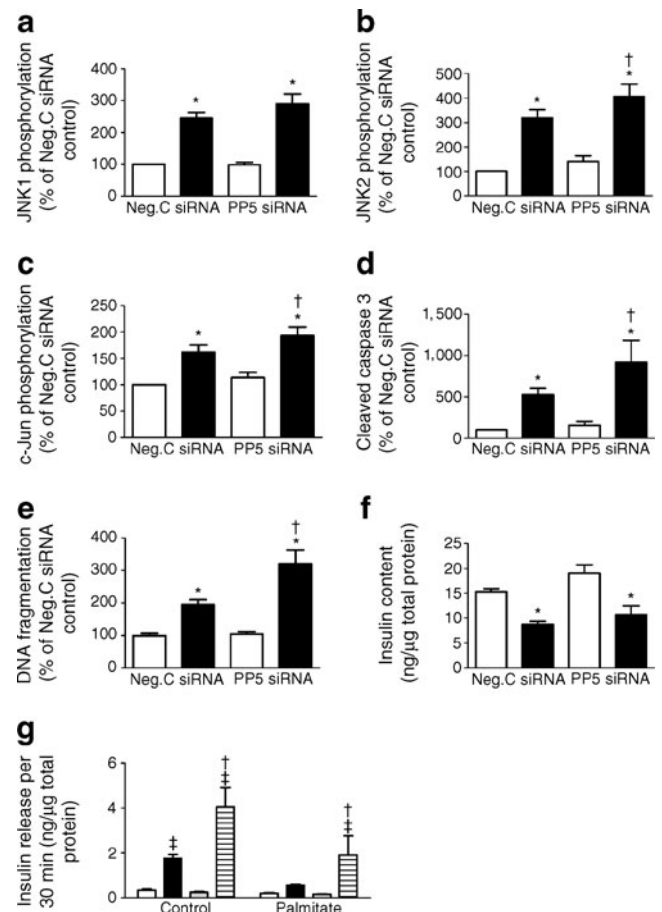 a
JNK1 phosphorylation
(% of Neg.C siRNA
control)
400
300
200
100
0
*
*
Neg.C siRNA PP5 siRNA
b
JNK2 phosphorylation
(% of Neg.C siRNA
control)
500
400
300
200
100
0
*
†
*
Neg.C siRNA PP5 siRNA
c
c-Jun phosphorylation
(% of Neg.C siRNA
control)
250
200
150
100
50
0
*
†
*
Neg.C siRNA PP5 siRNA
d
Cleaved caspase 3
(% of Neg.C siRNA
control)
1,500
1,000
500
0
*
†
*
Neg.C siRNA PP5 siRNA
e
DNA fragmentation
(% of Neg.C siRNA
control)
400
300
200
100
0
*
†
*
Neg.C siRNA PP5 siRNA
f
Insulin content
(ng/μg total protein)
25
20
15
10
5
0
*
*
Neg.C siRNA PP5 siRNA
g
Insulin release per
30 min (ng/μg total
protein)
6
4
2
0
‡
†
‡
†
‡
Control Palmitate